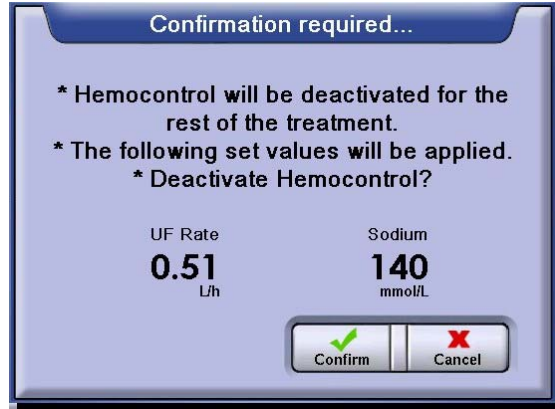 Confirmation required...
* Hemocontrol will be deactivated for the
rest of the treatment.
* The following set values will be applied.
* Deactivate Hemocontrol?
UF Rate
Sodium
0.51
140
L/h
mmol/L
Confirm
Cancel